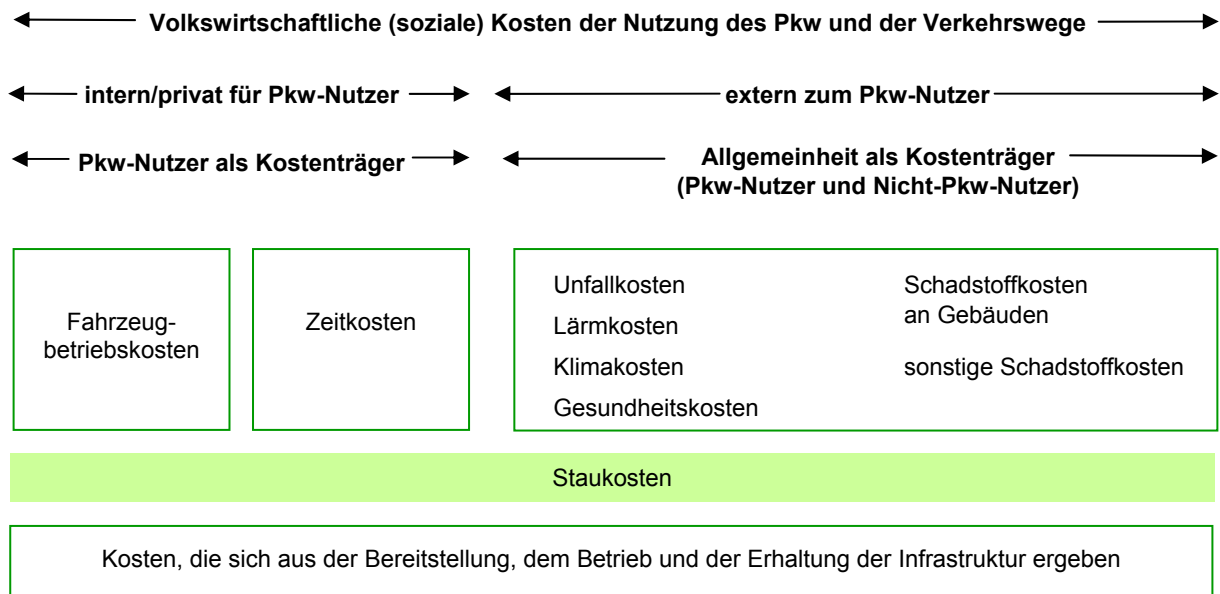 Volkswirtschaftliche (soziale) Kosten der Nutzung des Pkw und der Verkehrswege
intern/privat für Pkw-Nutzer
extern zum Pkw-Nutzer
Pkw-Nutzer als Kostenträger
Allgemeinheit als Kostenträger
(Pkw-Nutzer und Nicht-Pkw-Nutzer)
Fahrzeug-
betriebskosten
Zeitkosten
Unfallkosten
Lärmkosten
Klimakosten
Gesundheitskosten
Schadstoffkosten
an Gebäuden
sonstige Schadstoffkosten
Staukosten
Kosten, die sich aus der Bereitstellung, dem Betrieb und der Erhaltung der Infrastruktur ergeben